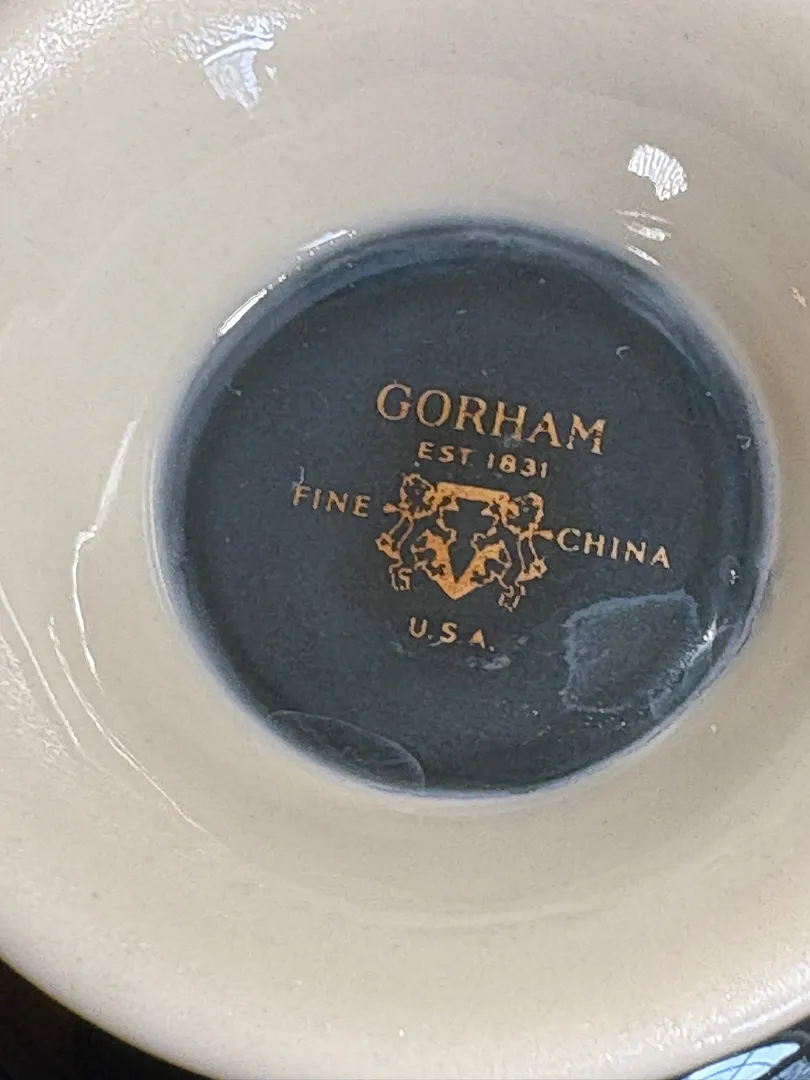 GORHAM
EST. 1831
FINE CHINA
U.S.A.